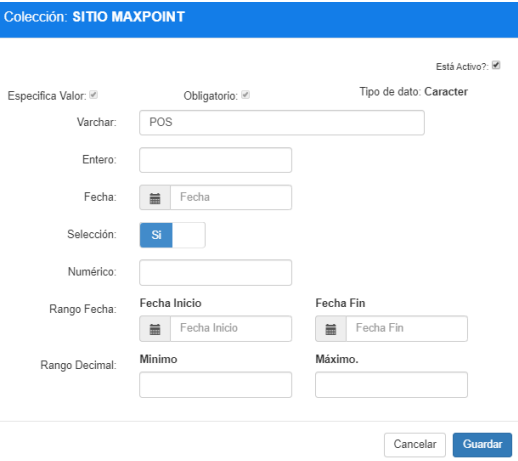 Colección: SITIO MAXPOINT
Está Activo?:
Especifica Valor: Obligatorio: Tipo de dato: Caracter
Varchar: POS
Entero:
Fecha: Fecha
Selección: Si
Numérico:
Rango Fecha: Fecha Inicio Fecha Fin
Fecha Inicio Fecha Fin
Rango Decimal: Minimo Máximo.
Cancelar Guardar